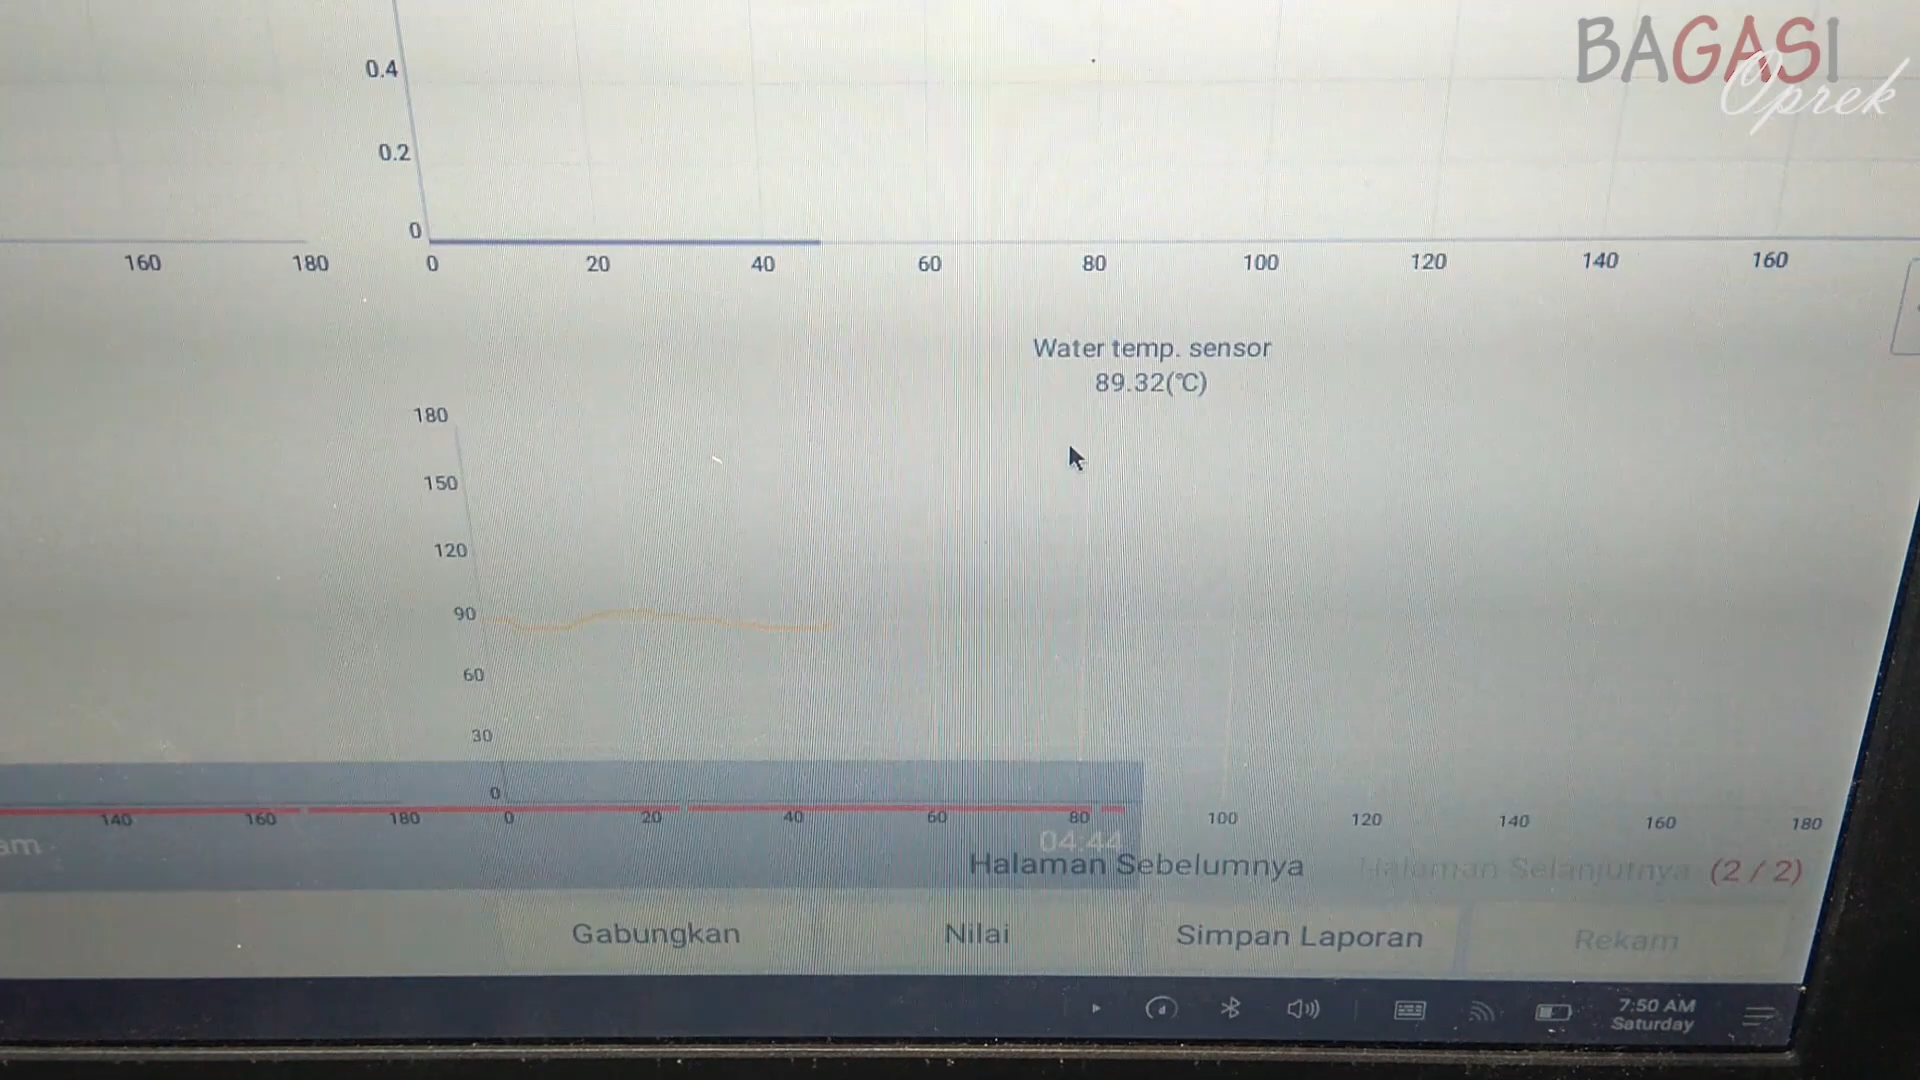 BAGASI
Oprek
0.4
0.2
0
160 180 0 20 40 60 80 100 120 140 160
Water temp. sensor
89.32(℃)
180
150
120
90
60
30
0
140 160 180 0 20 40 60 80 100 120 140 160 180
04:44
Halaman Sebelumnya Halaman Selanjutnya (2 / 2)
Gabungkan Nilai Simpan Laporan Rekam
7:50 AM
Saturday